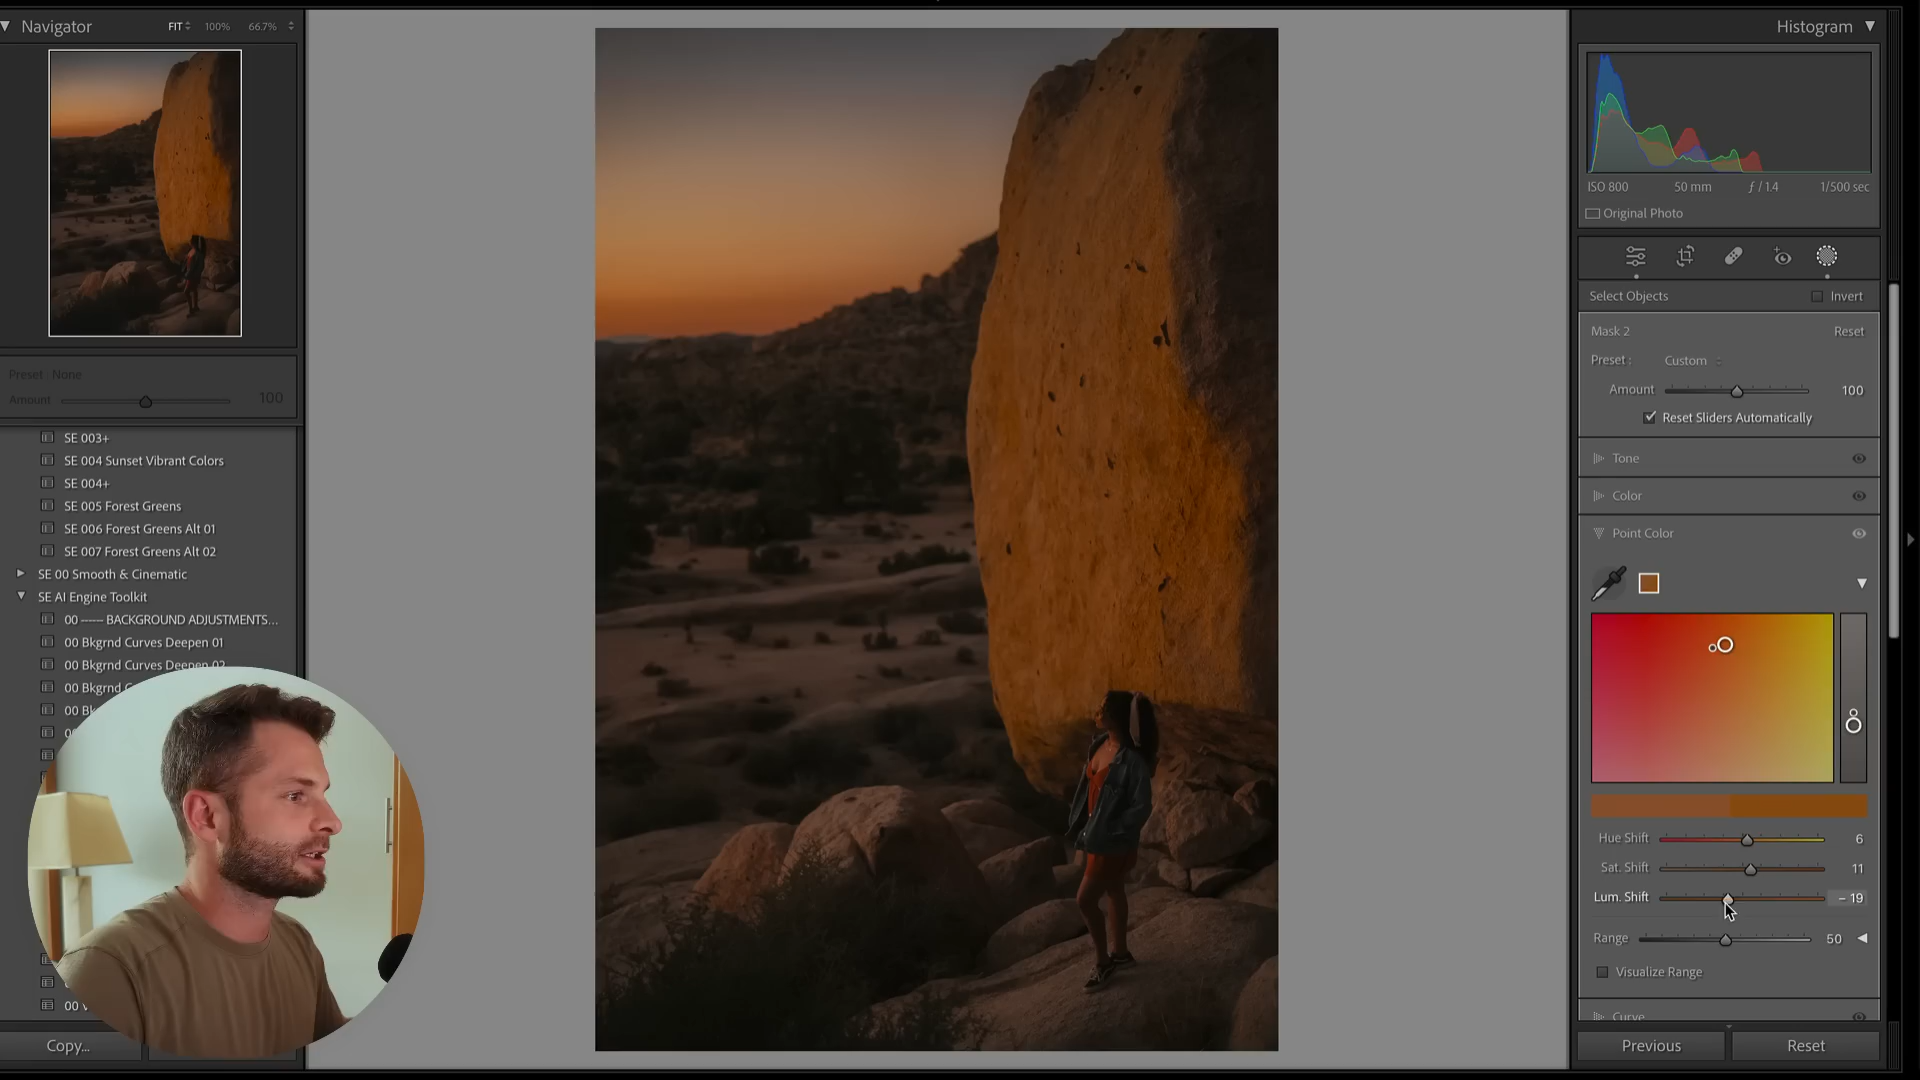 Navigator
FIT
100%
66.7%
Preset : None
Amount
100
SE 003+
SE 004 Sunset Vibrant Colors
SE 004+
SE 005 Forest Greens
SE 006 Forest Greens Alt 01
SE 007 Forest Greens Alt 02
SE 00 Smooth & Cinematic
SE AI Engine Toolkit
00 ------ BACKGROUND ADJUSTMENTS...
00 Bkgrnd Curves Deepen 01
00 Bkgrnd Curves Deepen 02
00
00
00
00
Copy...
Histogram
ISO 800
50 mm
ƒ / 1.4
1/500 sec
Original Photo
Select Objects
Invert
Mask 2
Reset
Preset :
Custom
Amount
100
Reset Sliders Automatically
Tone
Color
Point Color
Hue Shift
6
Sat. Shift
11
Lum. Shift
– 19
Range
50
Visualize Range
Curve
Previous
Reset